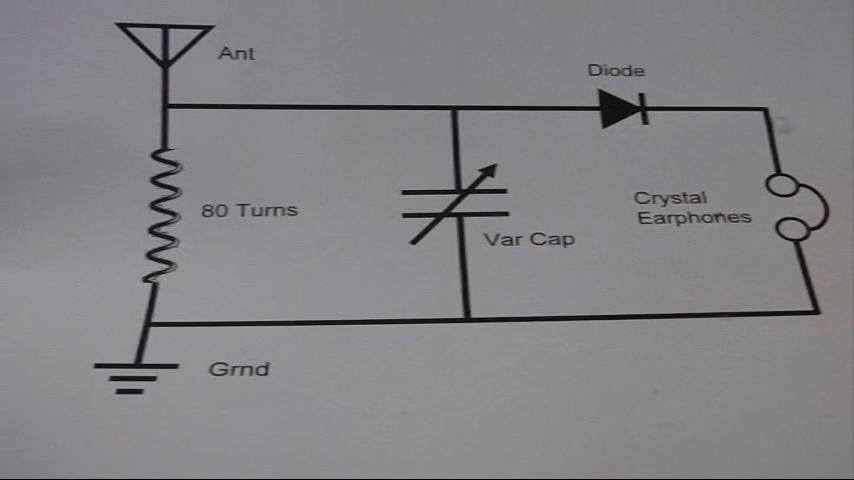 Ant
Diode
80 Turns
Crystal
Earphones
Var Cap
Grnd